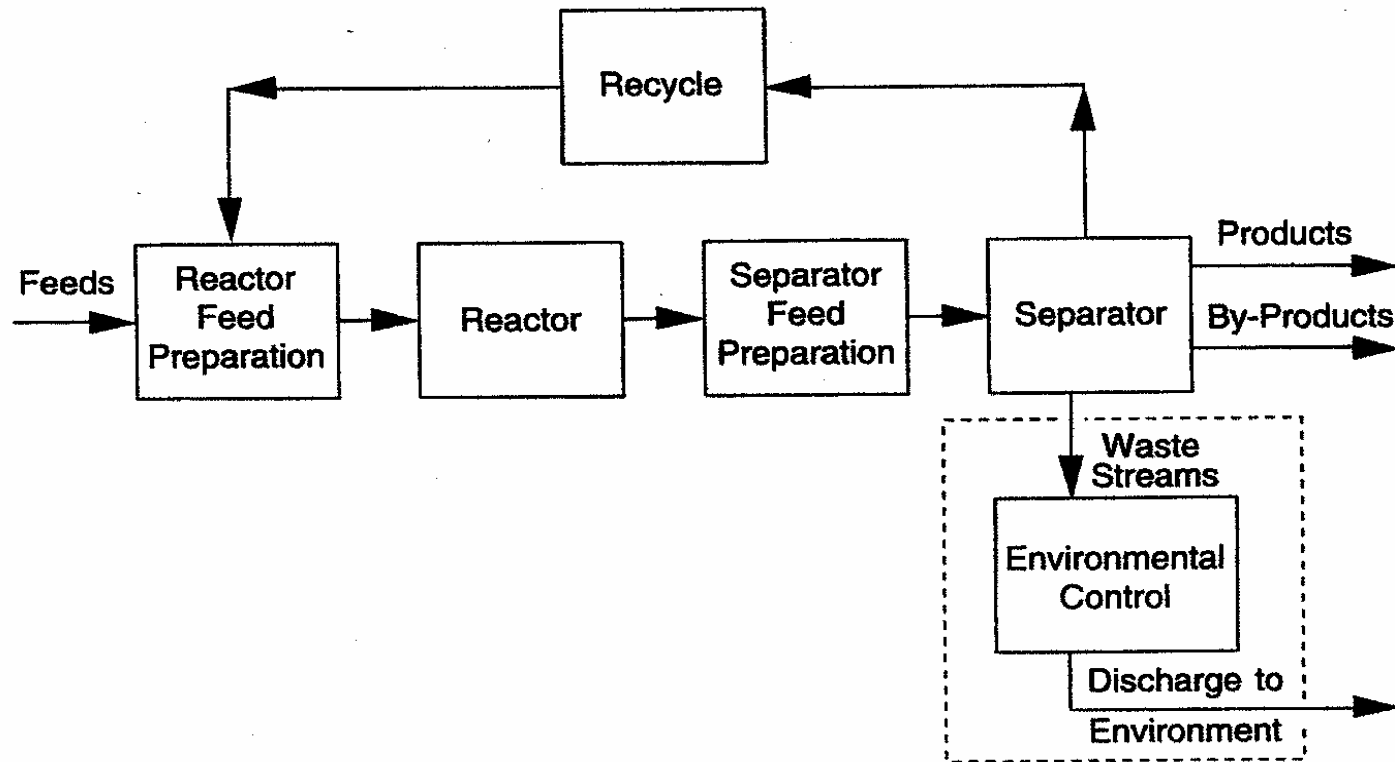 Recycle
Feeds
Reactor
Feed
Preparation
Reactor
Separator
Feed
Preparation
Separator
Products
By-Products
Waste
Streams
Environmental
Control
Discharge to
Environment